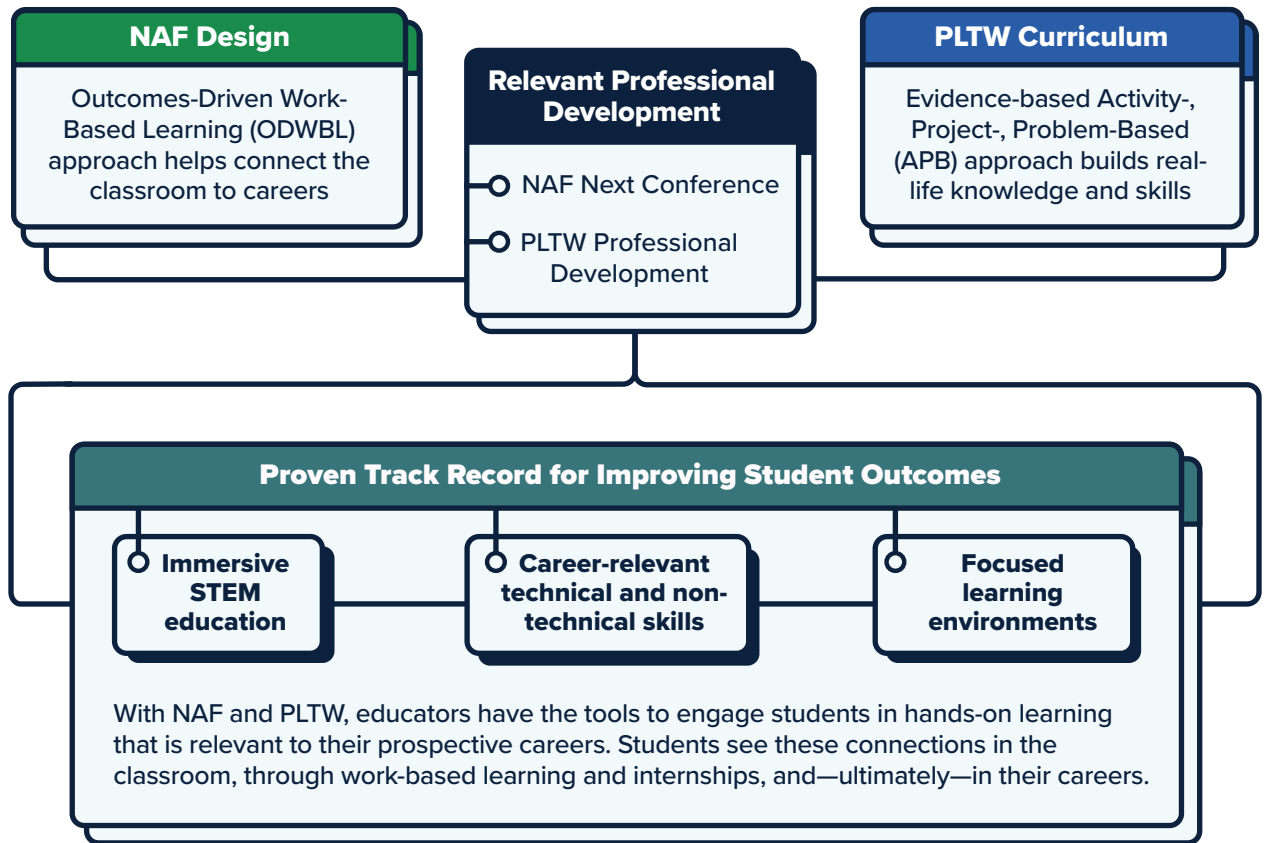 NAF Design
Outcomes-Driven Work-
Based Learning (ODWBL)
approach helps connect the
classroom to careers
Relevant Professional
Development
NAF Next Conference
PLTW Professional
Development
PLTW Curriculum
Evidence-based Activity-,
Project-, Problem-Based
(APB) approach builds real-
life knowledge and skills
Proven Track Record for Improving Student Outcomes
Immersive
STEM
education
Career-relevant
technical and non-
technical skills
Focused
learning
environments
With NAF and PLTW, educators have the tools to engage students in hands-on learning
that is relevant to their prospective careers. Students see these connections in the
classroom, through work-based learning and internships, and—ultimately—in their careers.